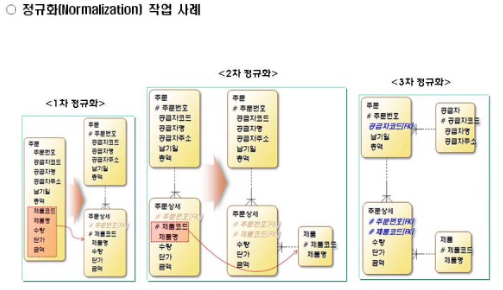 ○ 정규화(Normalization) 작업 사례
<1차 정규화>
주문
# 주문번호
공급자코드
공급자명
공급자주소
납기일
총액
제품코드
제품명
수량
단가
금액
주문
# 주문번호
공급자코드
공급자명
공급자주소
납기일
총액
주문상세
# 주문번호(FK)
# 제품코드
제품명
수량
단가
금액
<2차 정규화>
주문
# 주문번호
공급자코드
공급자명
공급자주소
납기일
총액
주문상세
# 주문번호(FK)
# 제품코드
제품명
수량
단가
금액
주문
# 주문번호
공급자코드
공급자명
공급자주소
납기일
총액
주문상세
# 주문번호(FK)
# 제품코드(FK)
수량
단가
금액
제품
# 제품코드
제품명
<3차 정규화>
주문
# 주문번호
공급자코드(FK)
납기일
총액
공급자
# 공급자코드
공급자명
공급자주소
주문상세
# 주문번호(FK)
# 제품코드(FK)
수량
단가
금액
제품
# 제품코드
제품명